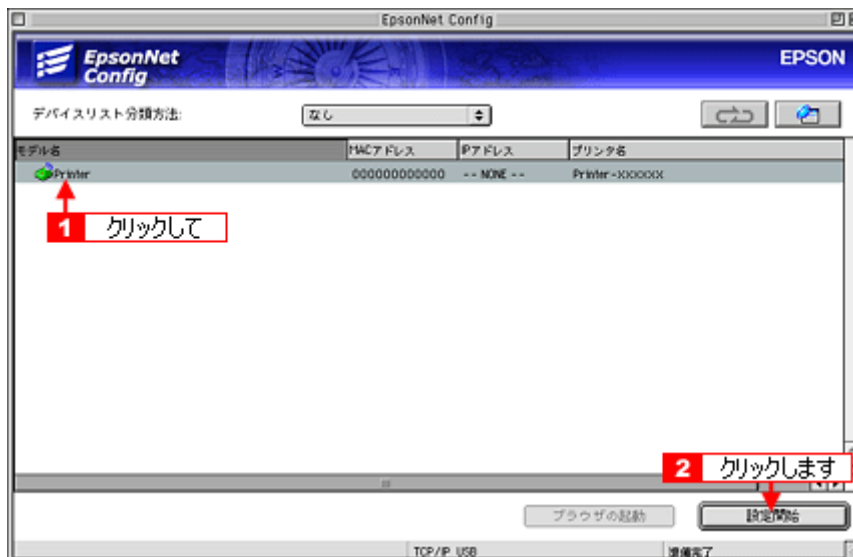 EpsonNet Config
EpsonNet
Config
EPSON
デバイスリスト分類方法:
なし
モデル名 MACアドレス IPアドレス プリンタ名
Printer 000000000000 -- NONE -- Printer-XXXXXX
1 クリックして
2 クリックします
ブラウザの起動 設定開始
TCP/IP USB 準備完了